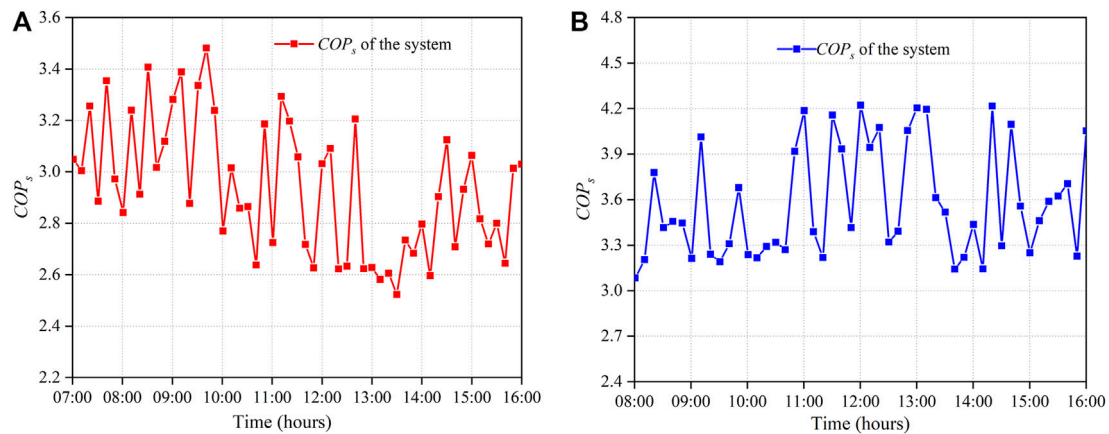 A
COPs of the system
3.6
3.4
3.2
3.0
2.8
2.6
2.4
2.2
COPs
07:00 08:00 09:00 10:00 11:00 12:00 13:00 14:00 15:00 16:00
Time (hours)
B
COPs of the system
4.8
4.5
4.2
3.9
3.6
3.3
3.0
2.7
2.4
COPs
08:00 09:00 10:00 11:00 12:00 13:00 14:00 15:00 16:00
Time (hours)